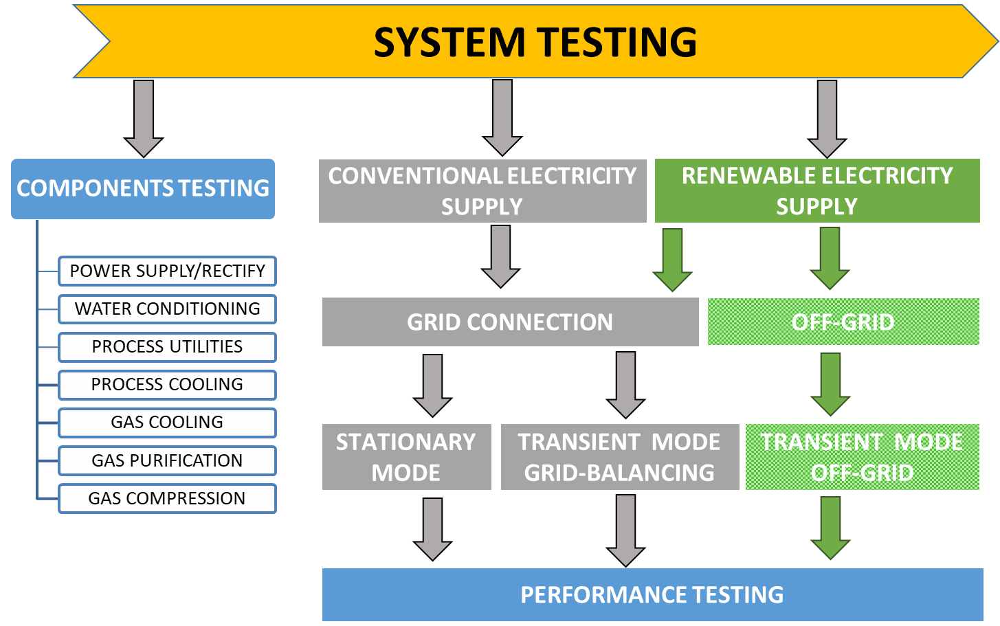 SYSTEM TESTING
COMPONENTS TESTING
POWER SUPPLY/RECTIFY
WATER CONDITIONING
PROCESS UTILITIES
PROCESS COOLING
GAS COOLING
GAS PURIFICATION
GAS COMPRESSION
CONVENTIONAL ELECTRICITY
SUPPLY
RENEWABLE ELECTRICITY
SUPPLY
GRID CONNECTION
OFF-GRID
STATIONARY
MODE
TRANSIENT MODE
GRID-BALANCING
TRANSIENT MODE
OFF-GRID
PERFORMANCE TESTING